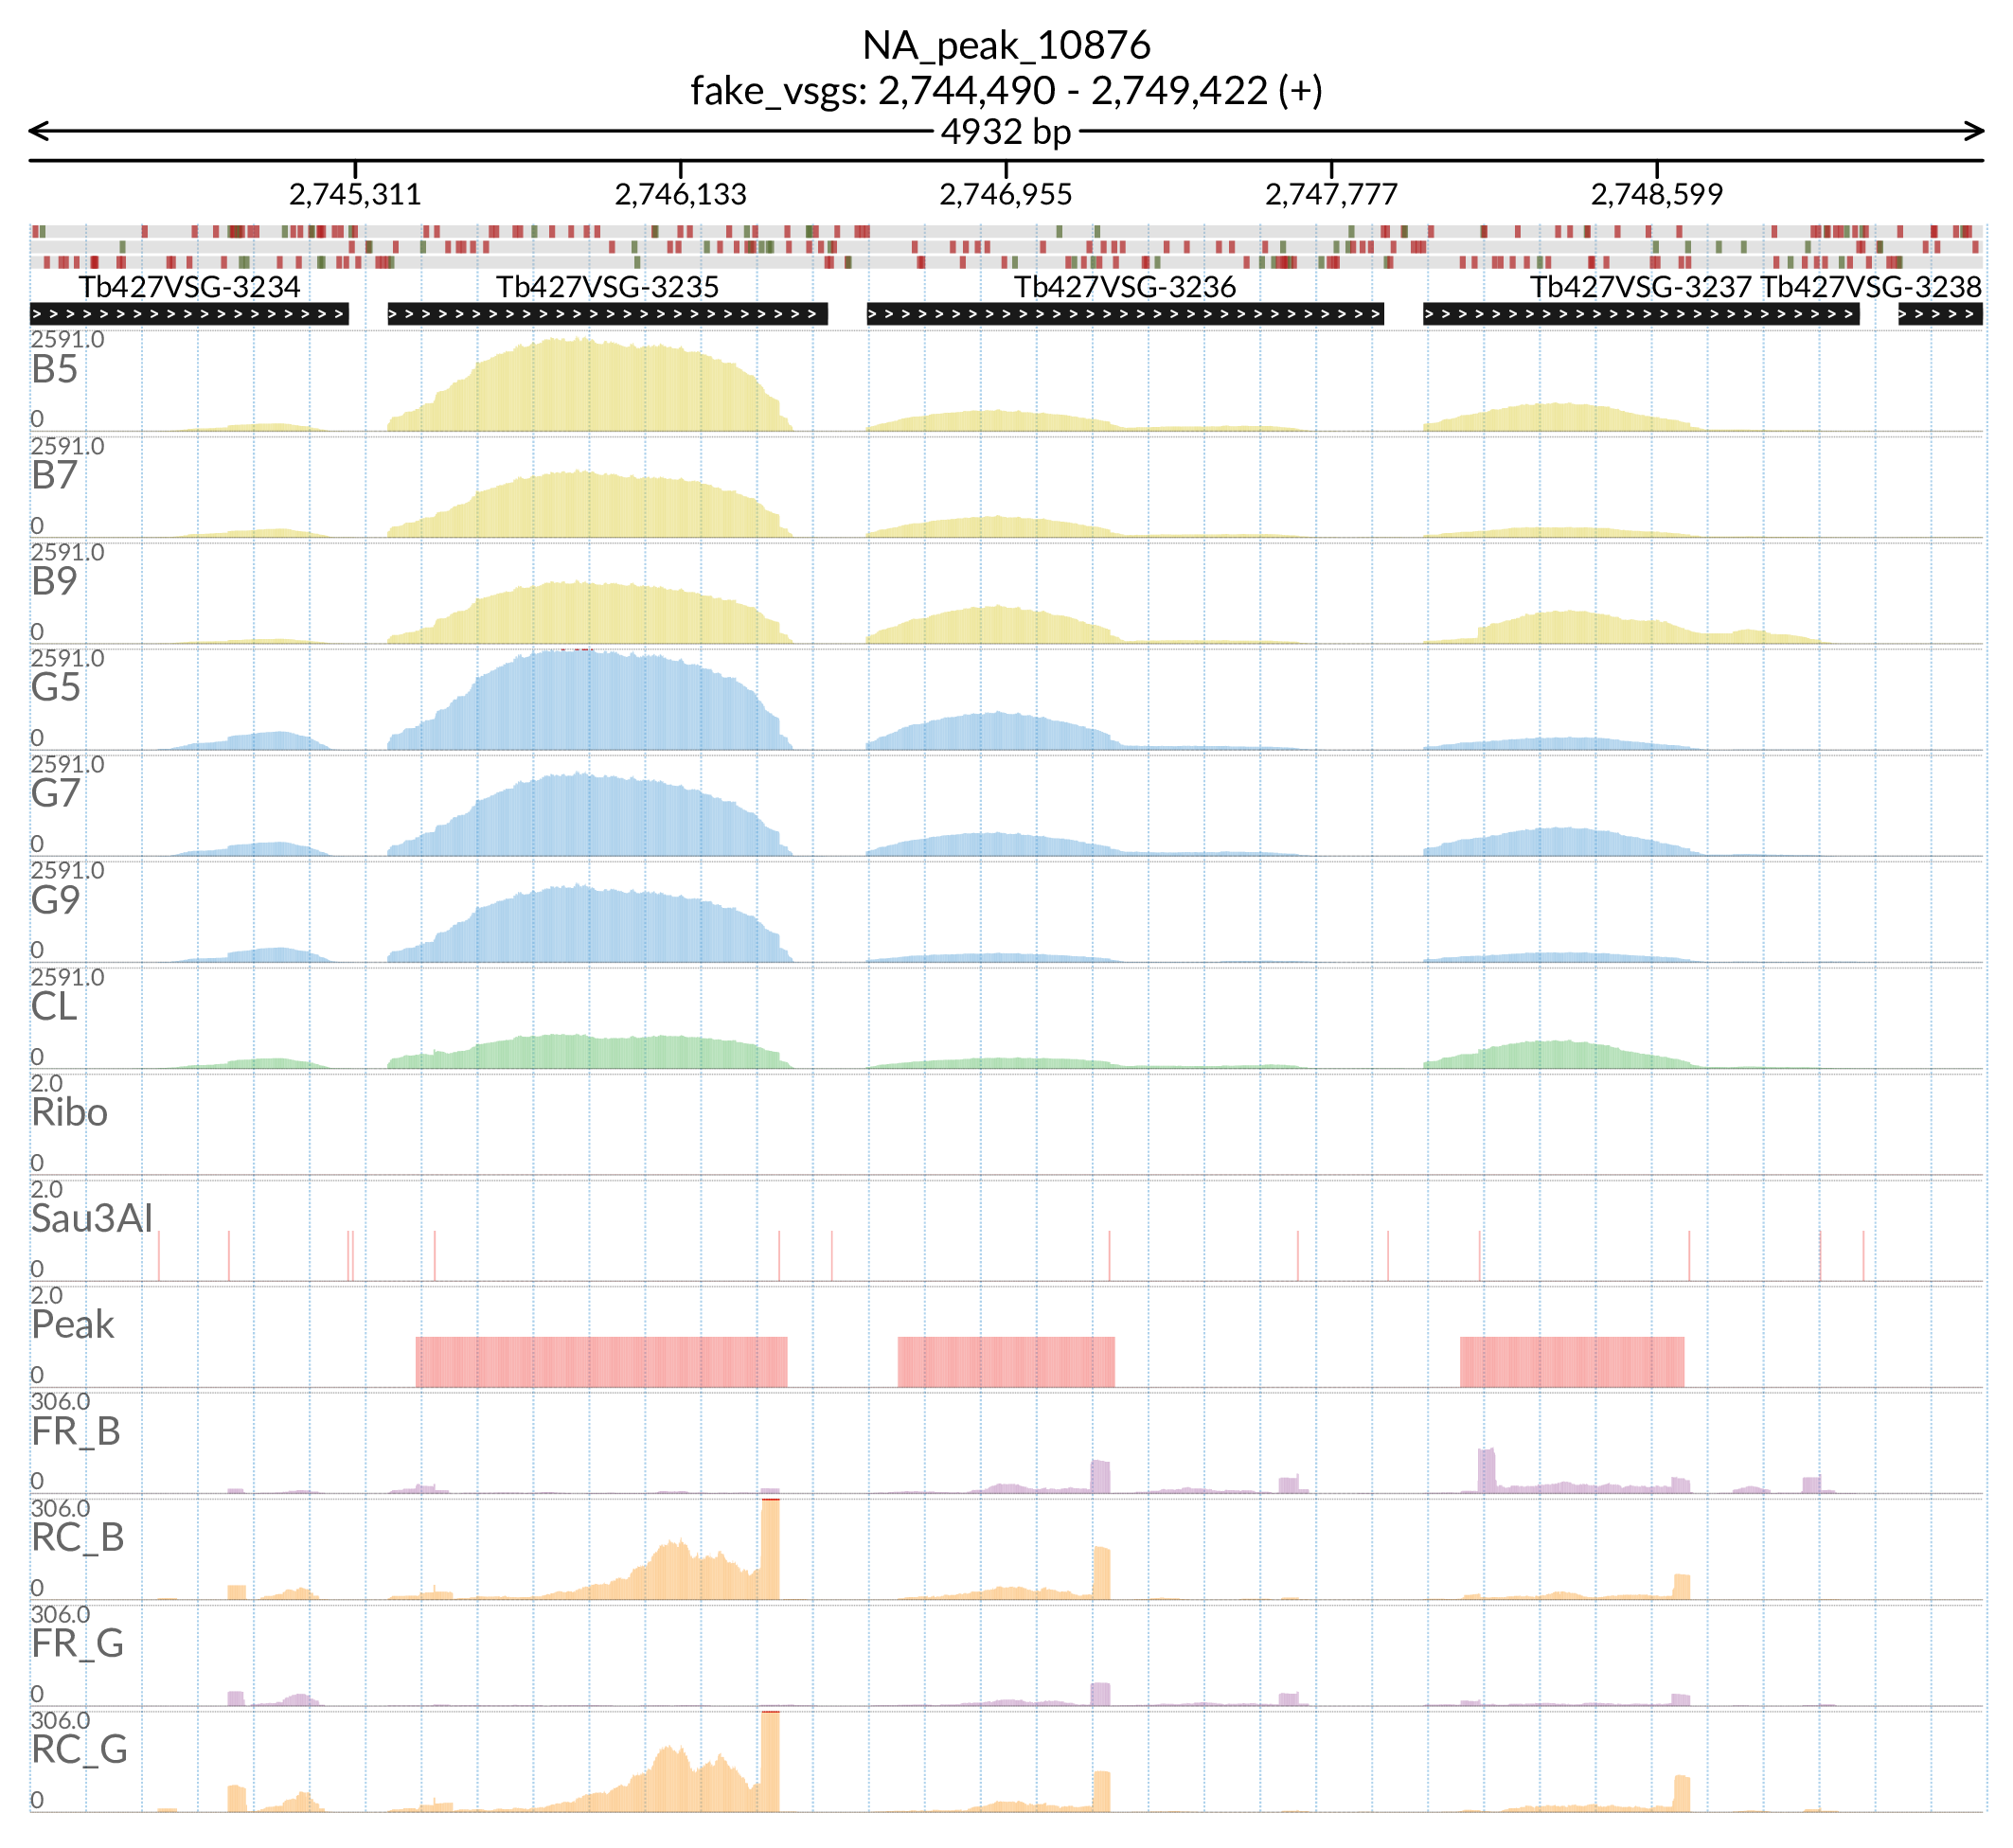 NA_peak_10876
fake_vsgs: 2,744,490 - 2,749,422 (+)
4932 bp
2,745,311 2,746,133 2,746,955 2,747,777 2,748,599
Tb427VSG-3234 Tb427VSG-3235 Tb427VSG-3236 Tb427VSG-3237 Tb427VSG-3238
2591.0
B5
0
2591.0
B7
0
2591.0
B9
0
2591.0
G5
0
2591.0
G7
0
2591.0
G9
0
2591.0
CL
0
2.0
Ribo
0
2.0
Sau3AI
0
2.0
Peak
0
306.0
FR_B
0
306.0
RC_B
0
306.0
FR_G
0
306.0
RC_G
0